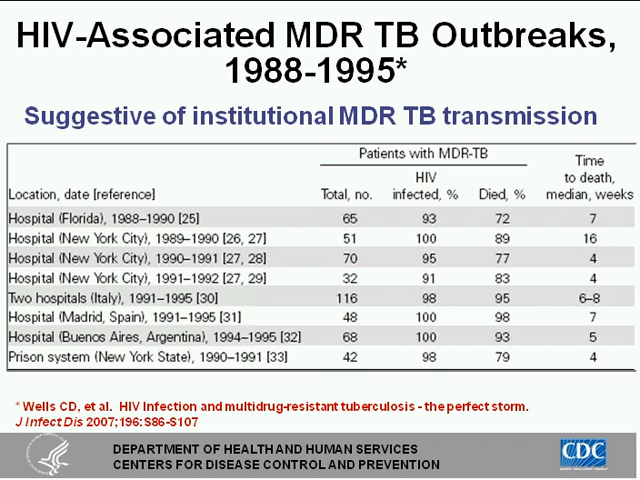 HIV-Associated MDR TB Outbreaks,
1988-1995*
Suggestive of institutional MDR TB transmission
Patients with MDR-TB
Location, date [reference] Total, no. HIV infected, % Died, % Time to death, median, weeks
Hospital (Florida), 1988–1990 [25] 65 93 72 7
Hospital (New York City), 1989–1990 [26, 27] 51 100 89 16
Hospital (New York City), 1990–1991 [27, 28] 70 95 77 4
Hospital (New York City), 1991–1992 [27, 29] 32 91 83 4
Two hospitals (Italy), 1991–1995 [30] 116 98 95 6–8
Hospital (Madrid, Spain), 1991–1995 [31] 48 100 98 7
Hospital (Buenos Aires, Argentina), 1994–1995 [32] 68 100 93 5
Prison system (New York State), 1990–1991 [33] 42 98 79 4
* Wells CD, et al. HIV Infection and multidrug-resistant tuberculosis - the perfect storm.
J Infect Dis 2007;196:S86-S107
DEPARTMENT OF HEALTH AND HUMAN SERVICES
CENTERS FOR DISEASE CONTROL AND PREVENTION
CDC